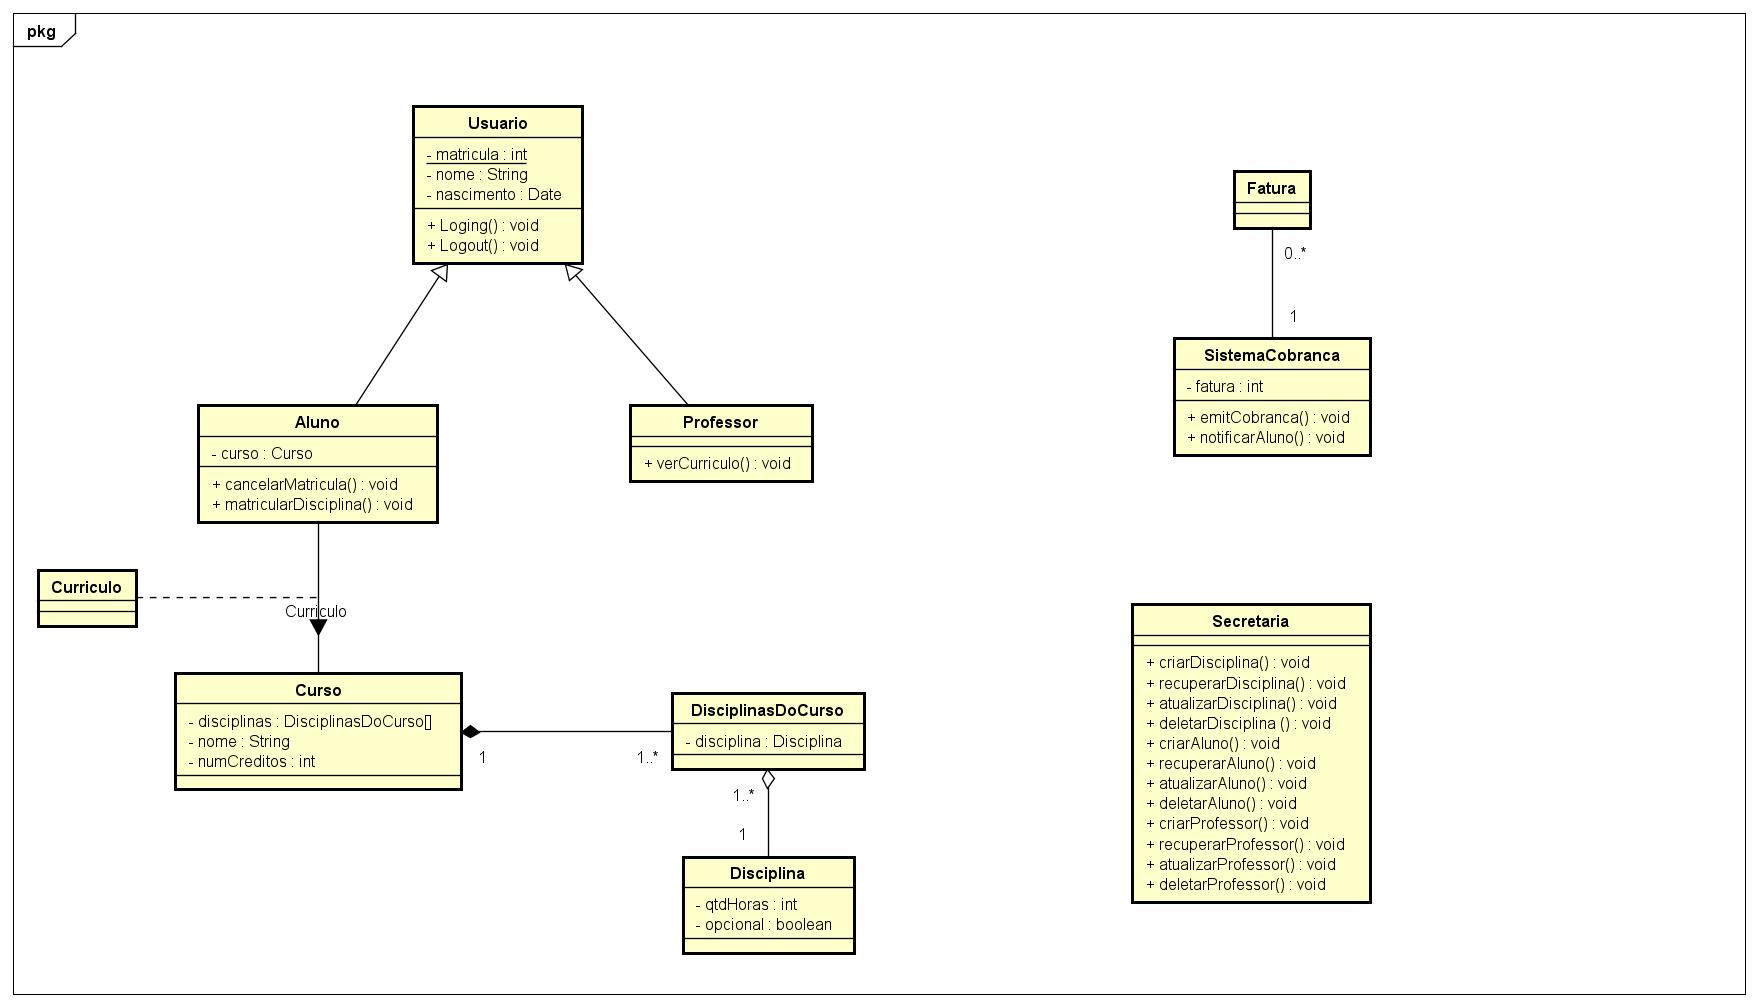 pkg
Usuario
- matricula : int
- nome : String
- nascimento : Date
+ Loging() : void
+ Logout() : void
Fatura
0..*
1
SistemaCobranca
- fatura : int
+ emitCobranca() : void
+ notificarAluno() : void
Aluno
- curso : Curso
+ cancelarMatricula() : void
+ matricularDisciplina() : void
Professor
+ verCurriculo() : void
Curriculo
Curriculo
Curso
- disciplinas : DisciplinasDoCurso[]
- nome : String
- numCreditos : int
1
1..*
DisciplinasDoCurso
- disciplina : Disciplina
1..*
1
Disciplina
- qtdHoras : int
- opcional : boolean
Secretaria
+ criarDisciplina() : void
+ recuperarDisciplina() : void
+ atualizarDisciplina() : void
+ deletarDisciplina () : void
+ criarAluno() : void
+ recuperarAluno() : void
+ atualizarAluno() : void
+ deletarAluno() : void
+ criarProfessor() : void
+ recuperarProfessor() : void
+ atualizarProfessor() : void
+ deletarProfessor() : void